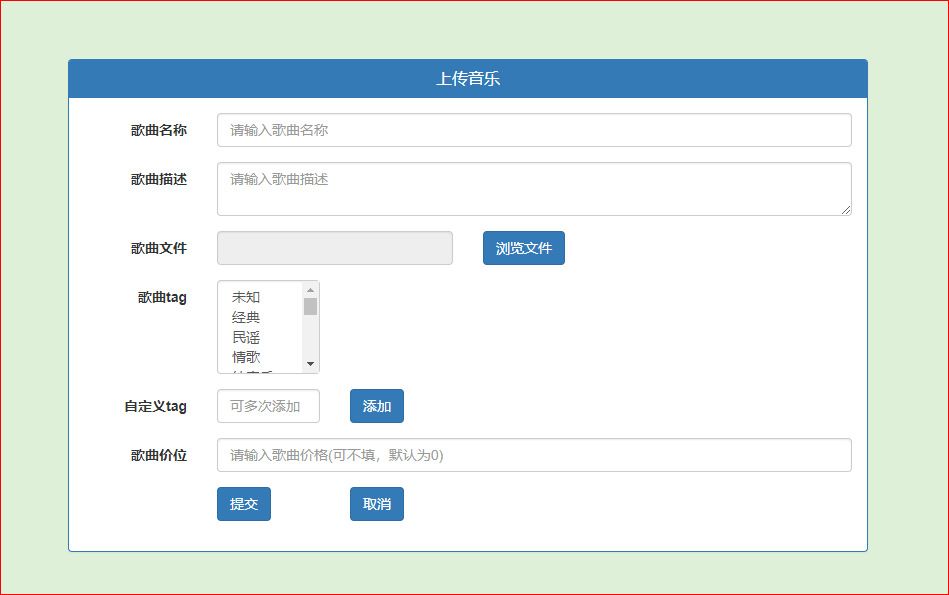 上传音乐
歌曲名称 请输入歌曲名称
歌曲描述 请输入歌曲描述
歌曲文件 浏览文件
歌曲tag 未知
经典
民谣
情歌
自定义tag 可多次添加 添加
歌曲价位 请输入歌曲价格(可不填，默认为0)
提交 取消